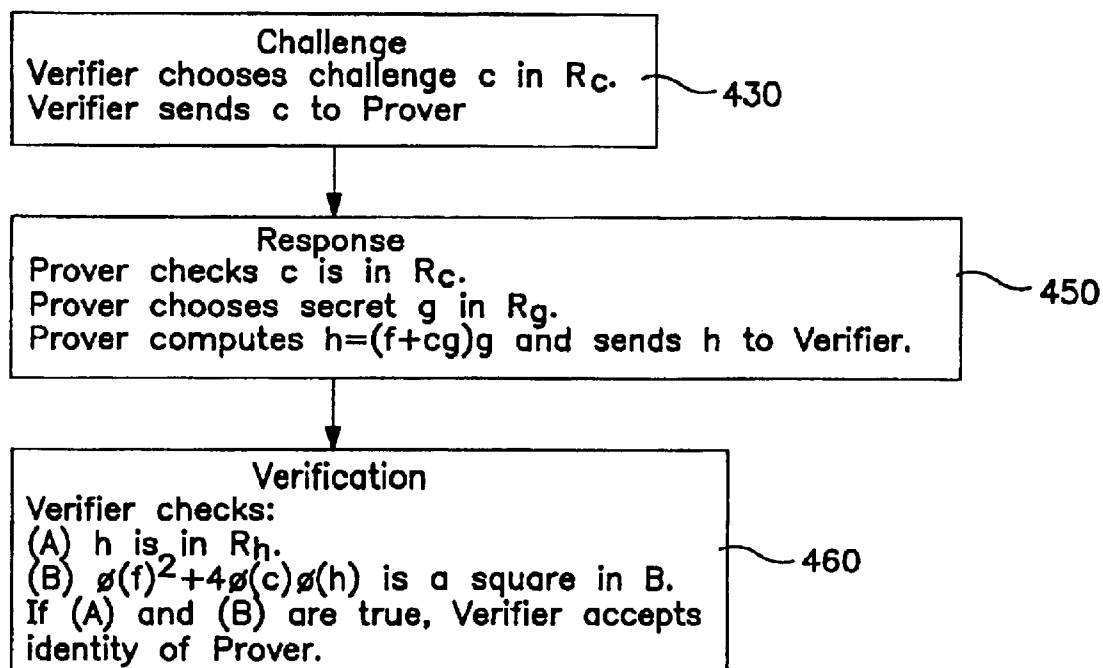 Challenge
Verifier chooses challenge c in Rc.
Verifier sends c to Prover
430
Response
Prover checks c is in Rc.
Prover chooses secret g in Rg.
Prover computes h=(f+cg)g and sends h to Verifier.
450
Verification
Verifier checks:
(A) h is in Rh.
(B) ø(f)²+4ø(c)ø(h) is a square in B.
If (A) and (B) are true, Verifier accepts
identity of Prover.
460